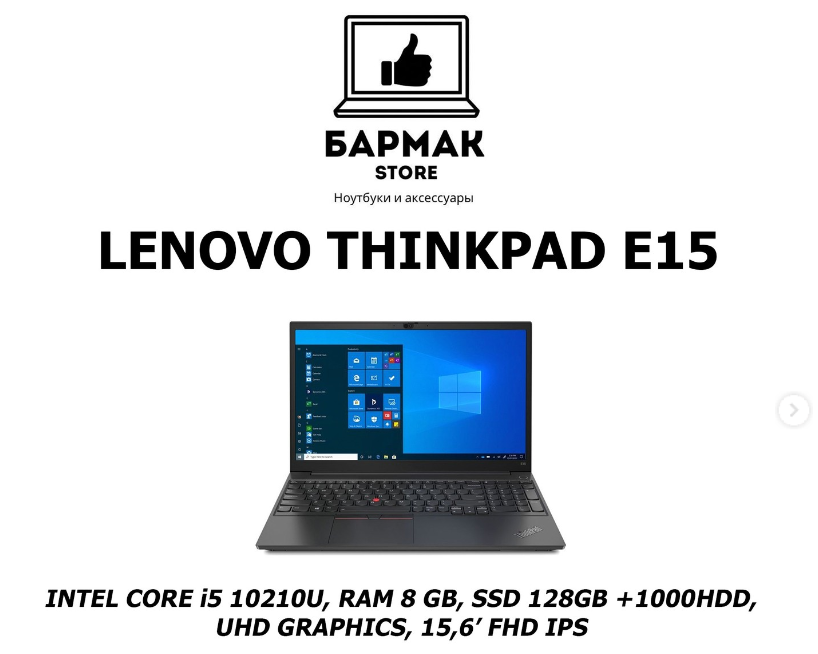 БАРМАК
STORE
Ноутбуки и аксессуары
LENOVO THINKPAD E15
ThinkPad
INTEL CORE i5 10210U, RAM 8 GB, SSD 128GB +1000HDD,
UHD GRAPHICS, 15,6’ FHD IPS